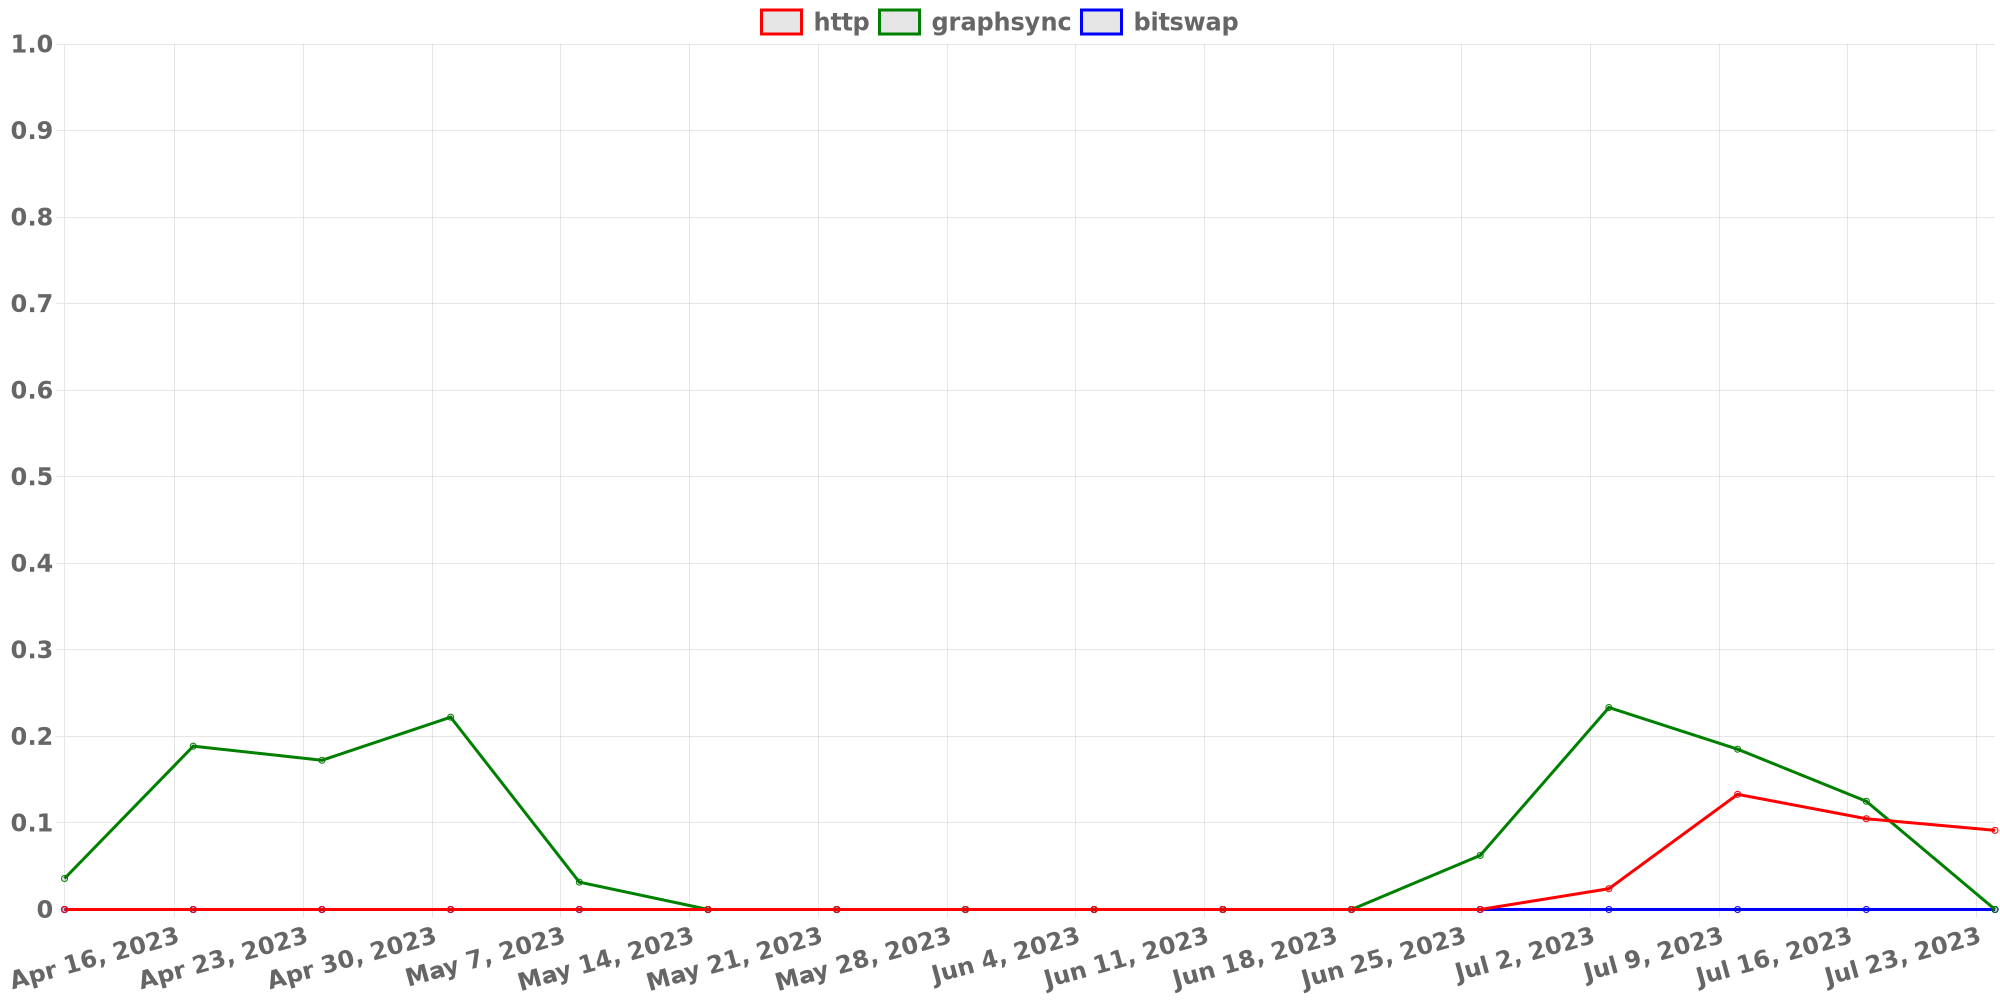 http graphsync bitswap
1.0
0.9
0.8
0.7
0.6
0.5
0.4
0.3
0.2
0.1
0
Apr 16, 2023
Apr 23, 2023
Apr 30, 2023
May 7, 2023
May 14, 2023
May 21, 2023
May 28, 2023
Jun 4, 2023
Jun 11, 2023
Jun 18, 2023
Jun 25, 2023
Jul 2, 2023
Jul 9, 2023
Jul 16, 2023
Jul 23, 2023